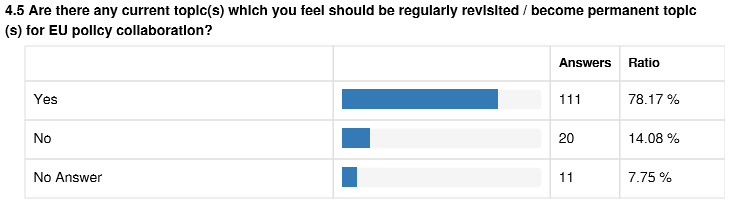 4.5 Are there any current topic(s) which you feel should be regularly revisited / become permanent topic
(s) for EU policy collaboration?
Answers Ratio
Yes 111 78.17 %
No 20 14.08 %
No Answer 11 7.75 %